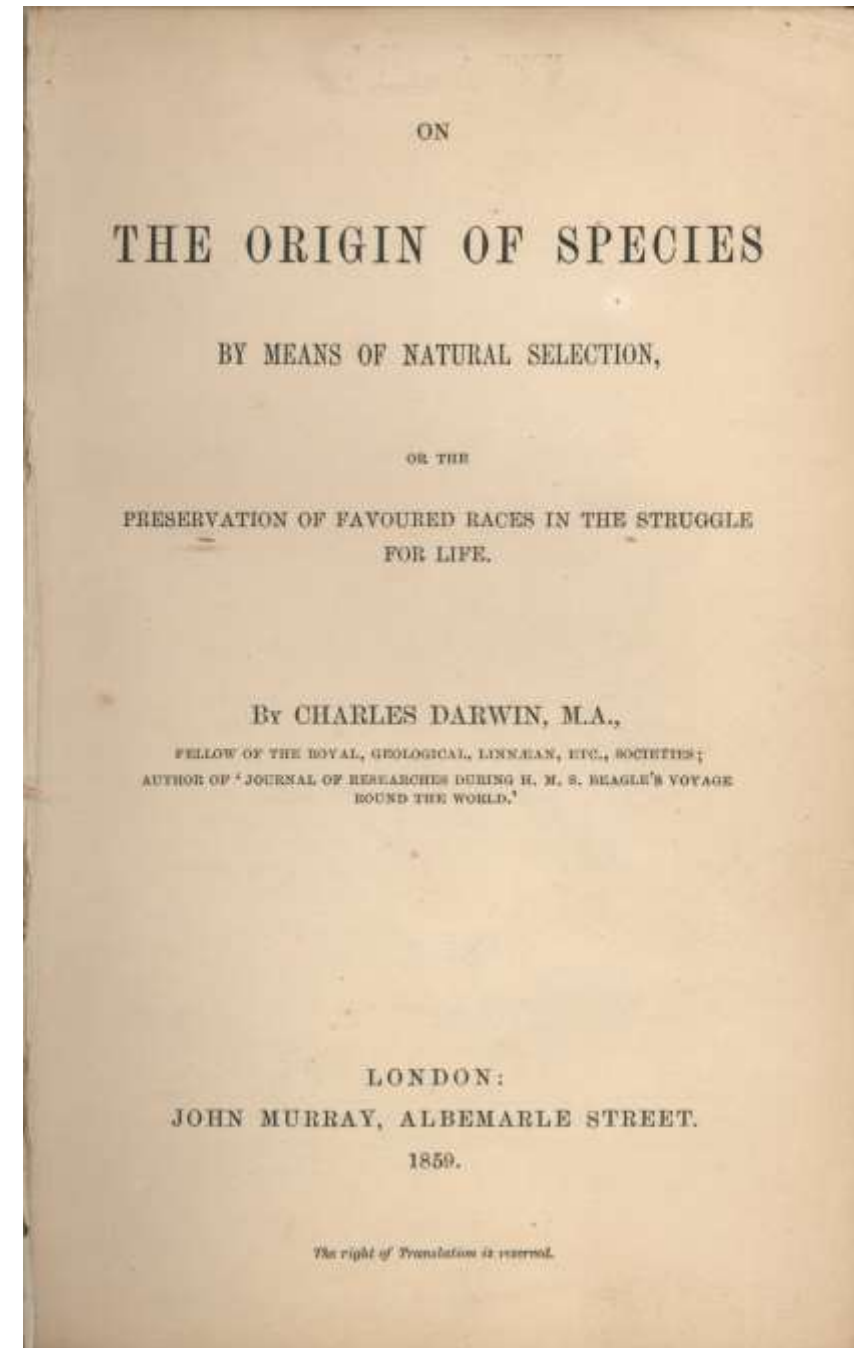 ON
THE ORIGIN OF SPECIES
BY MEANS OF NATURAL SELECTION,
OR THE
PRESERVATION OF FAVOURED RACES IN THE STRUGGLE
FOR LIFE.
By CHARLES DARWIN, M.A.,
FELLOW OF THE ROYAL, GEOLOGICAL, LINNÆAN, ETC., SOCIETIES;
AUTHOR OF 'JOURNAL OF RESEARCHES DURING H. M. S. BEAGLE'S VOYAGE
ROUND THE WORLD.'
LONDON:
JOHN MURRAY, ALBEMARLE STREET.
1859.
The right of Translation is reserved.